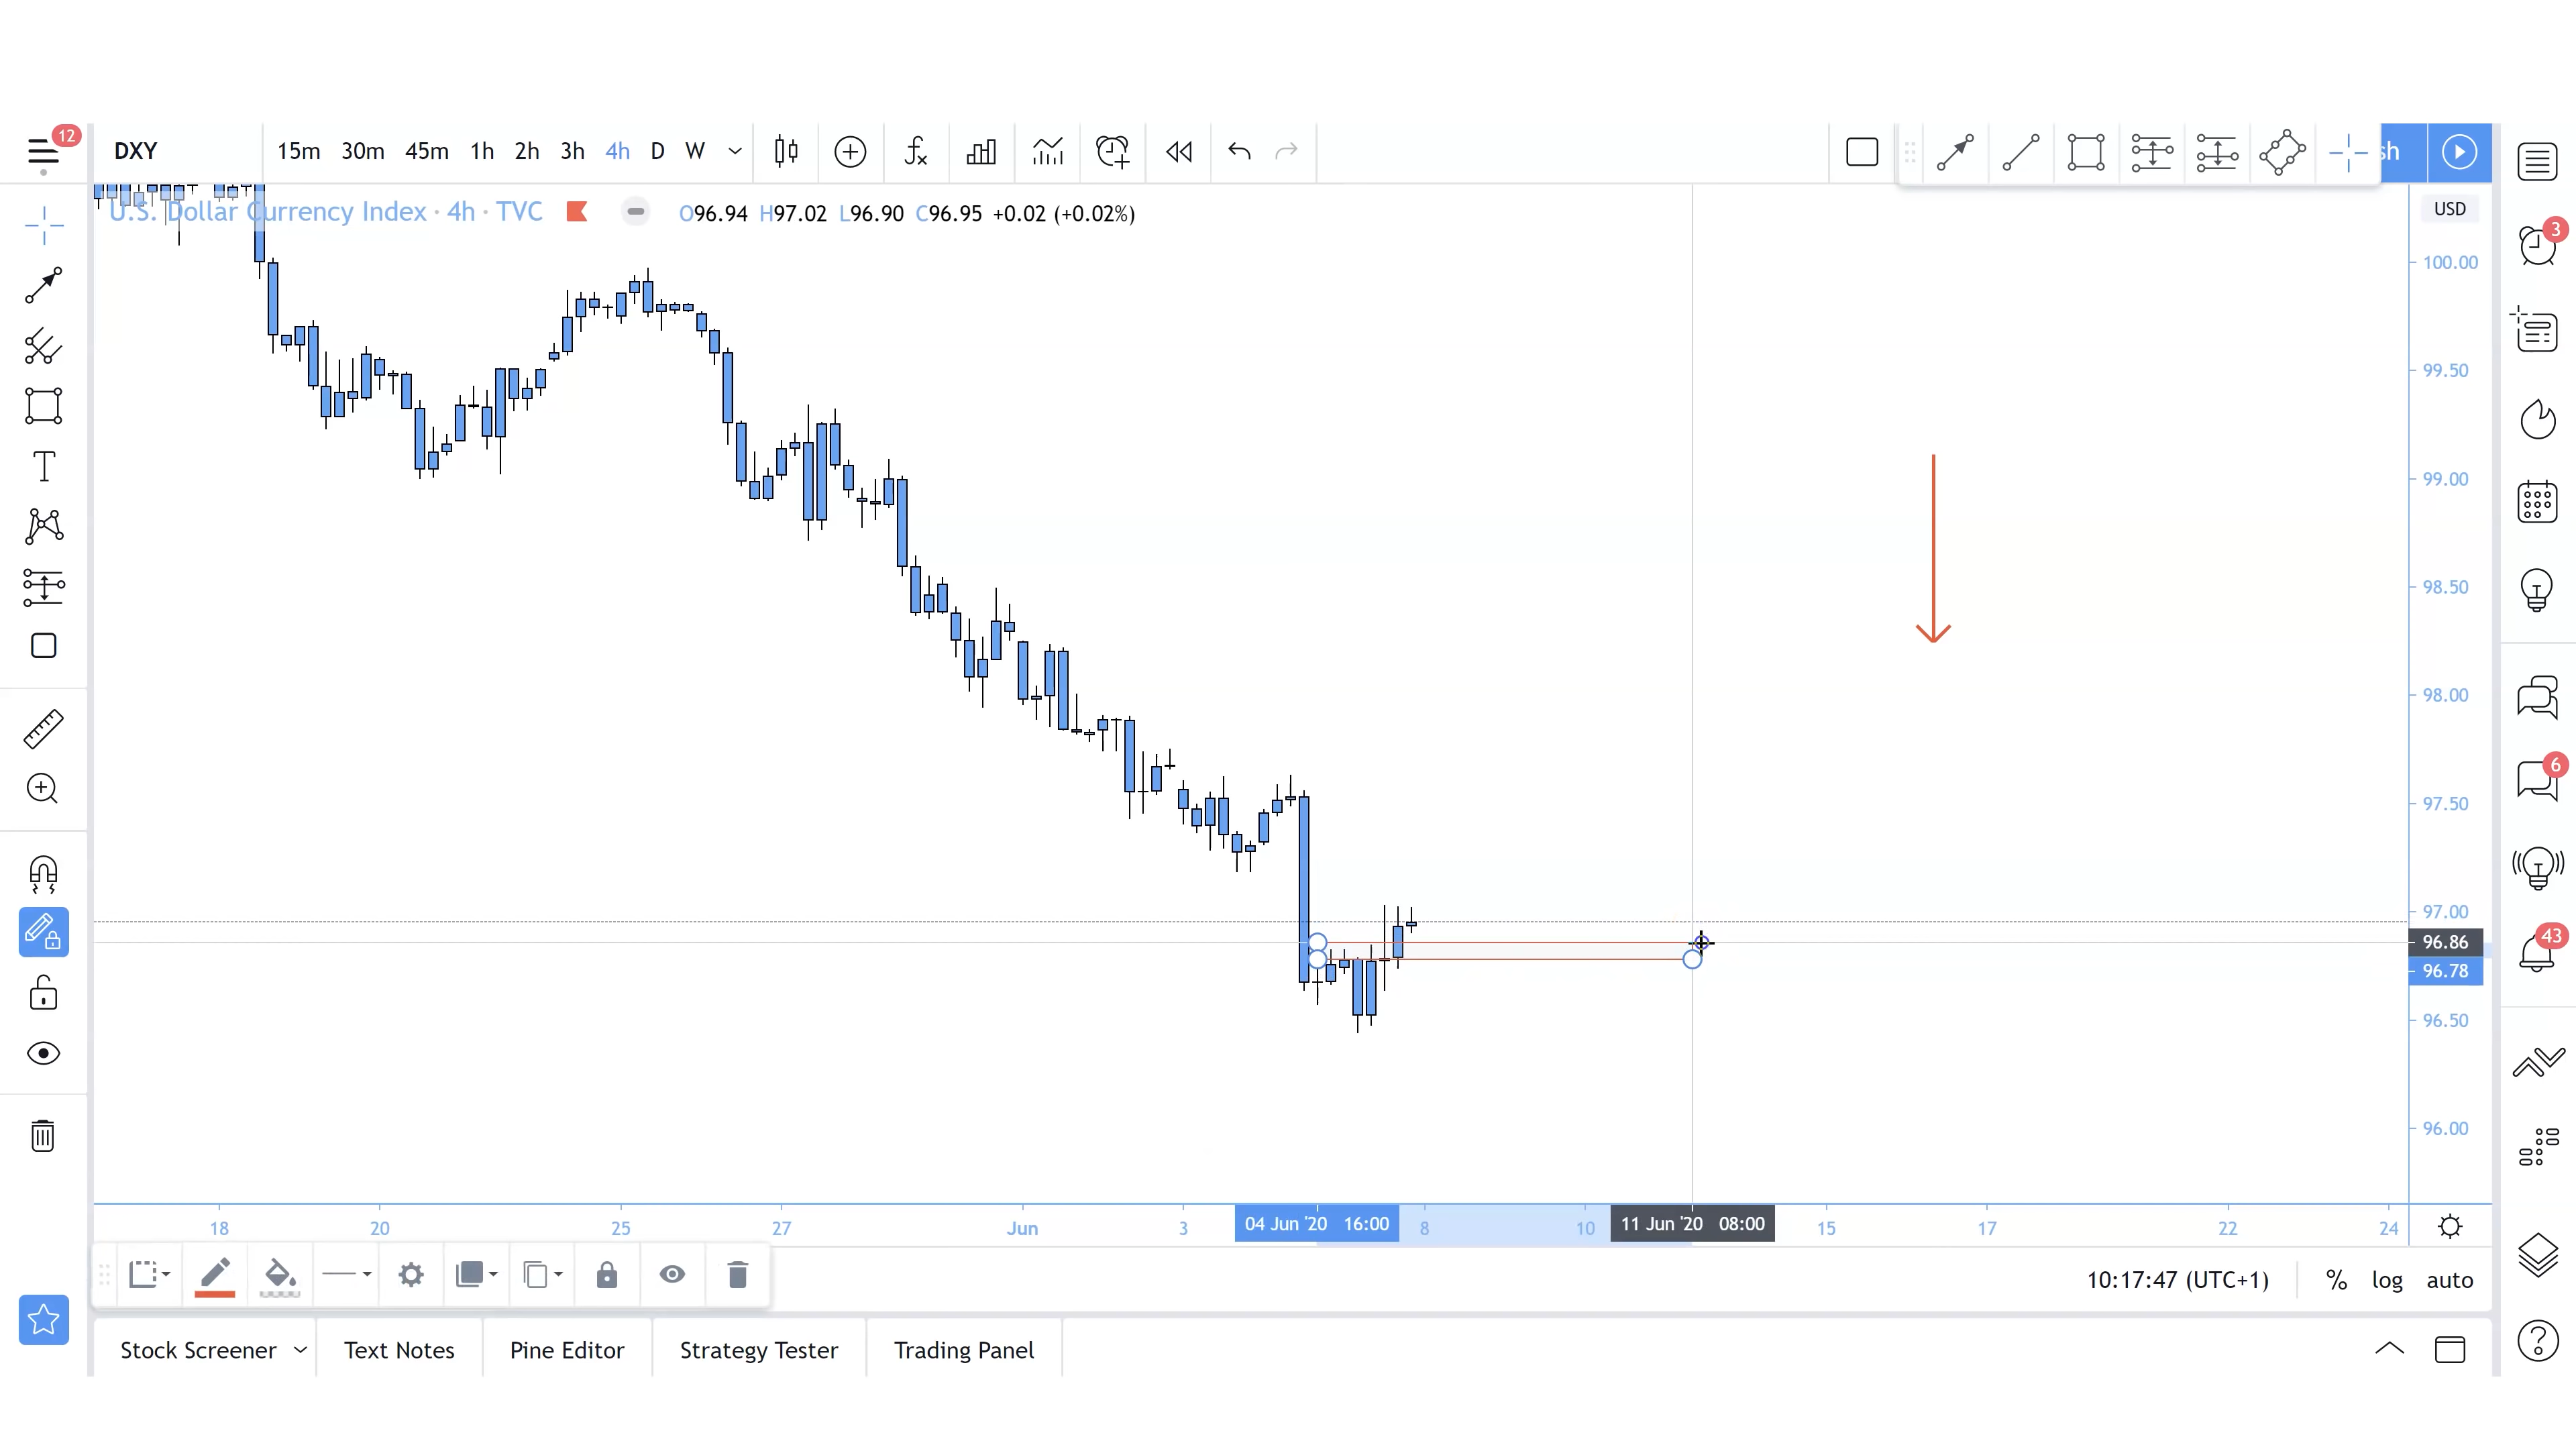 12 DXY 15m 30m 45m 1h 2h 3h 4h D W sh
U.S. Dollar Currency Index · 4h · TVC O96.94 H97.02 L96.90 C96.95 +0.02 (+0.02%)
USD
3
100.00
99.50
99.00
98.50
98.00
97.50
6
97.00
96.86
43
96.78
96.50
96.00
18 20 25 27 Jun 3 04 Jun '20 16:00 8 10 11 Jun '20 08:00 15 17 22 24
10:17:47 (UTC+1) % log auto
Stock Screener Text Notes Pine Editor Strategy Tester Trading Panel